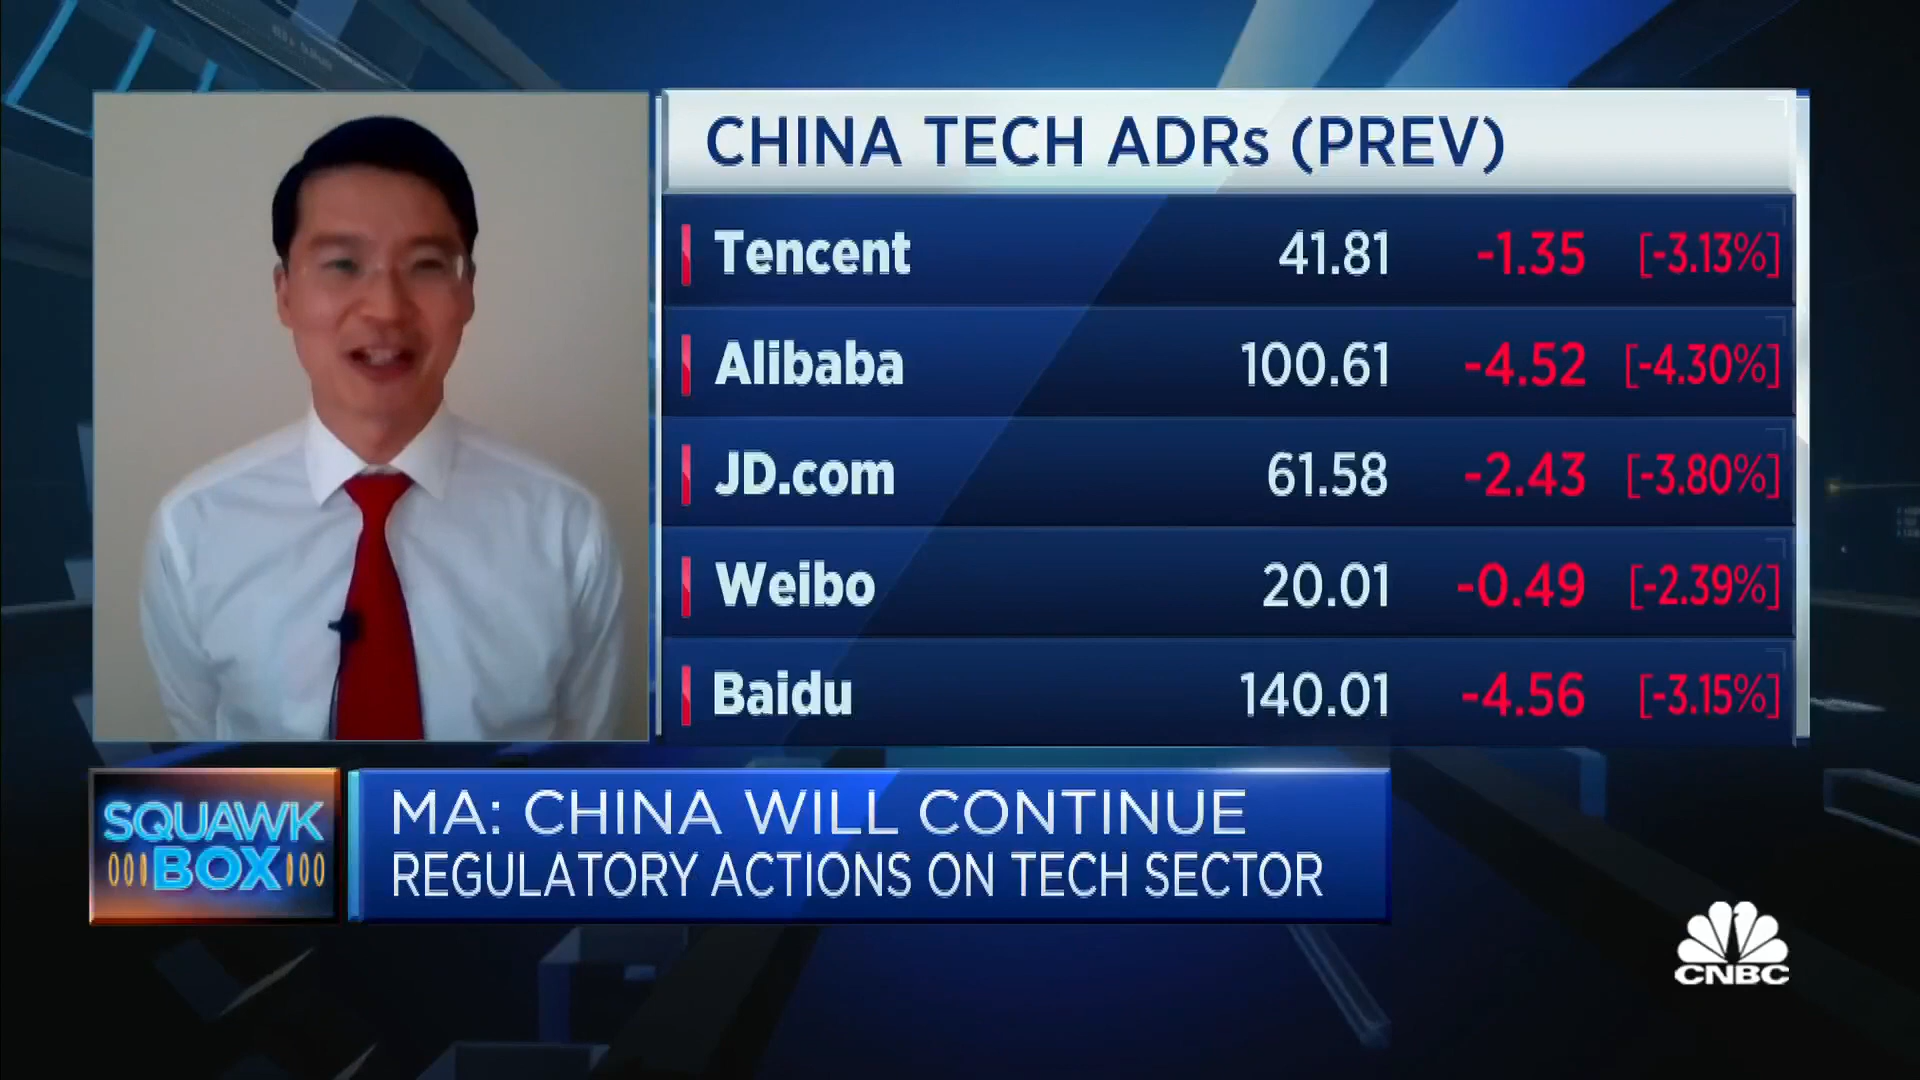 CHINA TECH ADRs (PREV)
Tencent 41.81 -1.35 [-3.13%]
Alibaba 100.61 -4.52 [-4.30%]
JD.com 61.58 -2.43 [-3.80%]
Weibo 20.01 -0.49 [-2.39%]
Baidu 140.01 -4.56 [-3.15%]
SQUAWK
BOX
MA: CHINA WILL CONTINUE
REGULATORY ACTIONS ON TECH SECTOR
CNBC